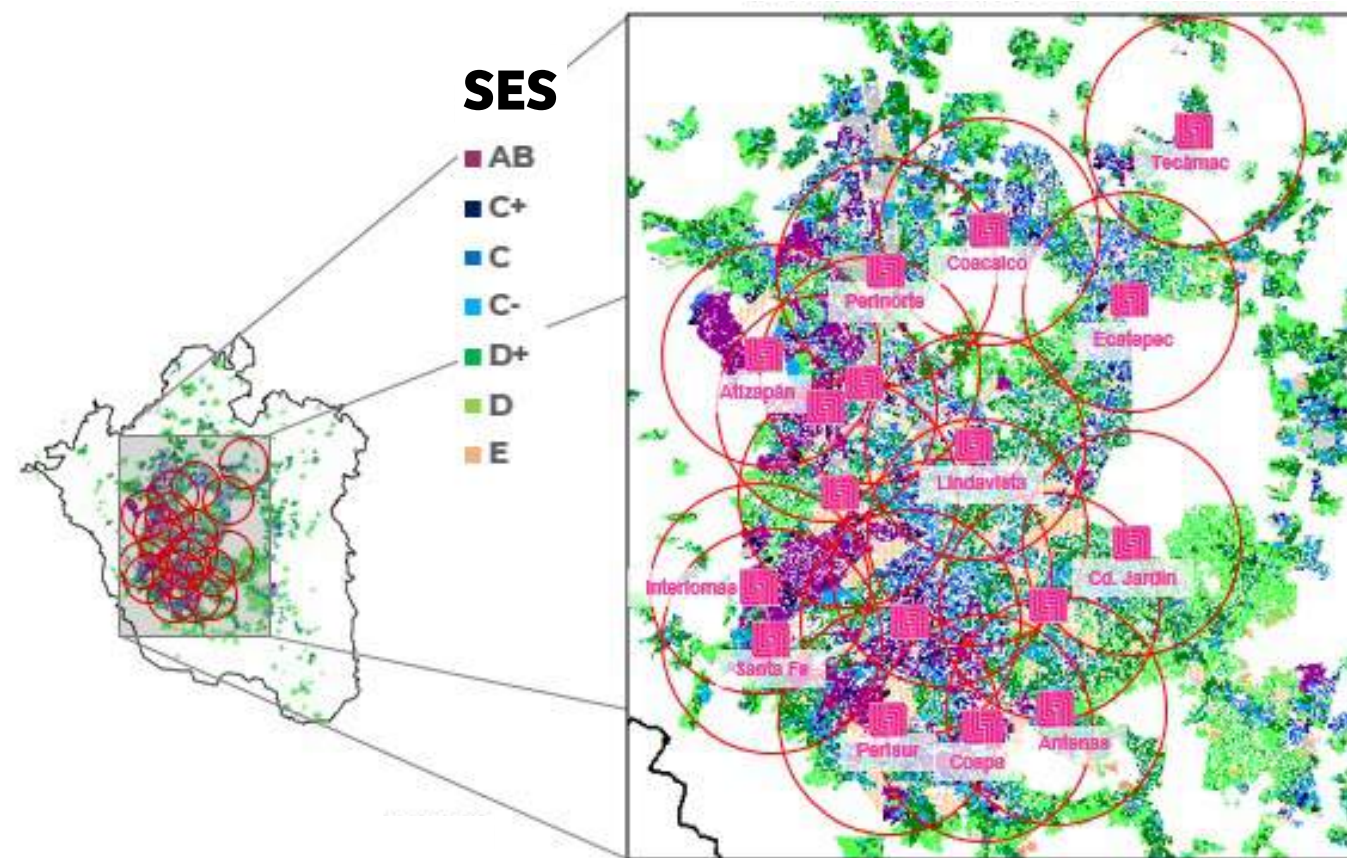 SES
AB
C+
C
C-
D+
D
E
Tecámac
Coacalco
Perinorte
Ecatepec
Atizapán
Lindavista
Cd. Jardín
Interlomas
Santa Fe
Antenas
Perisur
Coapa